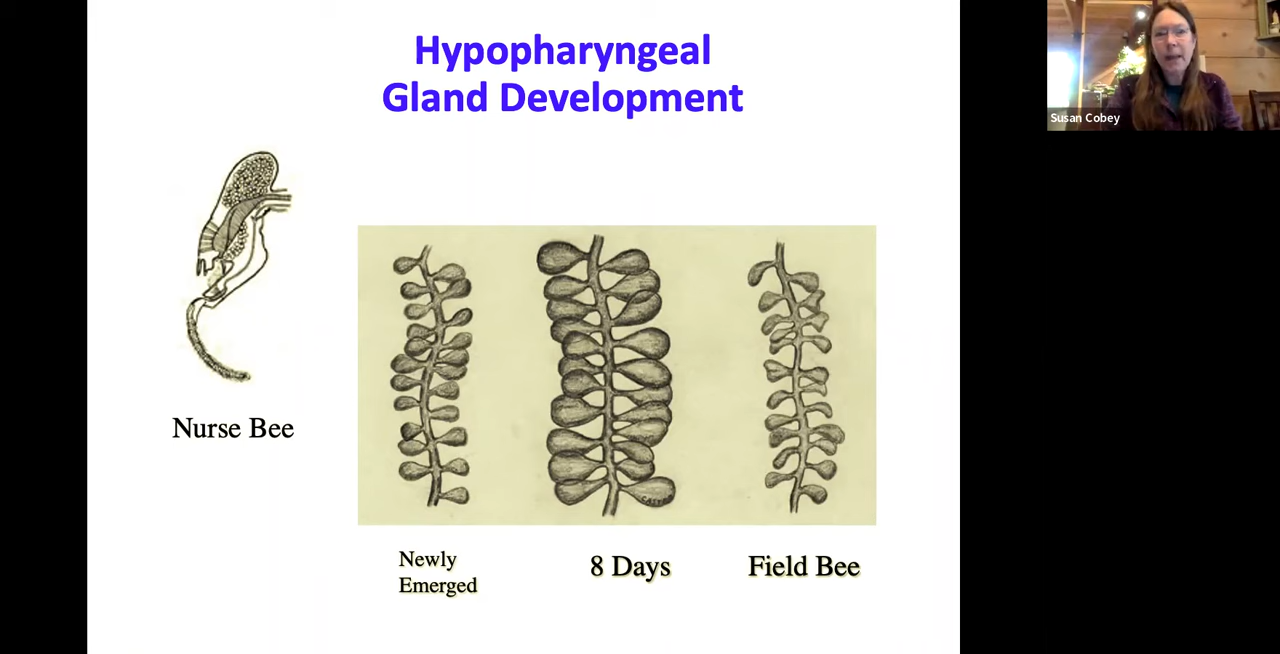 Hypopharyngeal
Gland Development
Susan Cobey
Nurse Bee
Newly
Emerged
8 Days
Field Bee